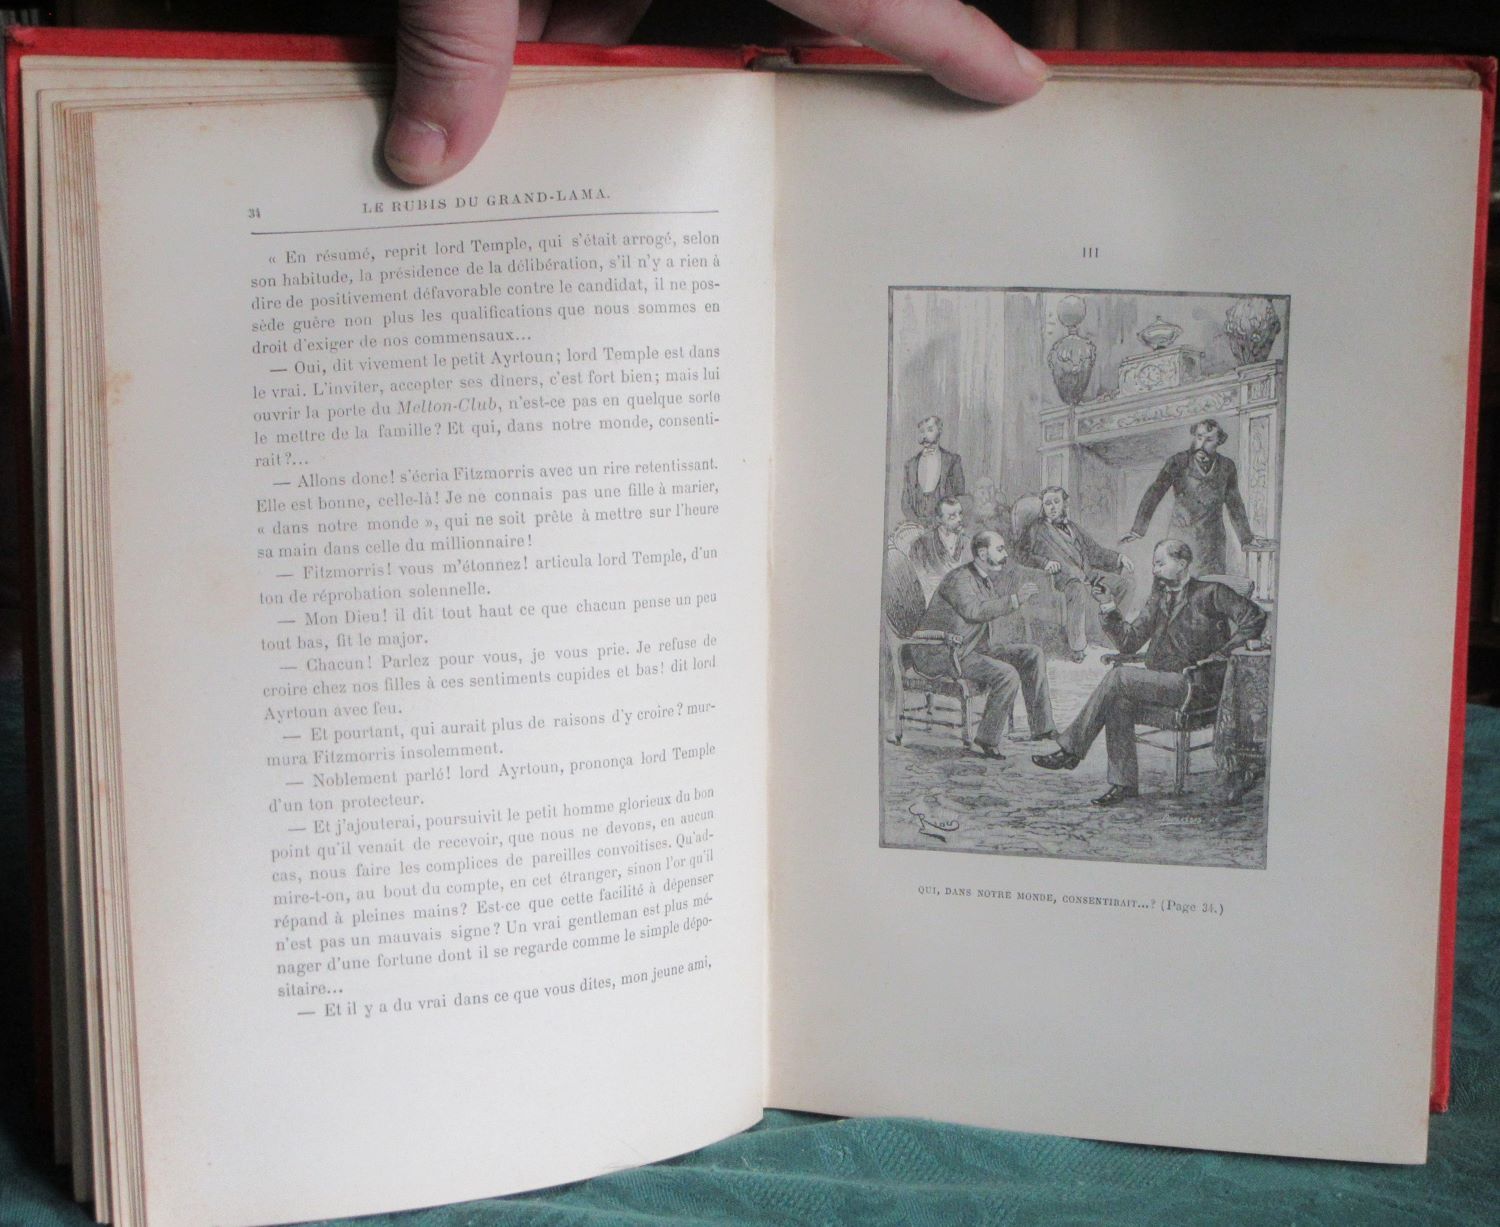 34
LE RUBIS DU GRAND-LAMA.
« En résumé, reprit lord Temple, qui s'était arrogé, selon
son habitude, la présidence de la délibération, s'il n'y a rien à
dire de positivement défavorable contre le candidat, il ne pos-
sède guère non plus les qualifications que nous sommes en
droit d'exiger de nos commensaux...
— Oui, dit vivement le petit Ayrtoun; lord Temple est dans
le vrai. L'inviter, accepter ses dîners, c'est fort bien; mais lui
ouvrir la porte du Melton-Club, n'est-ce pas en quelque sorte
le mettre de la famille? Et qui, dans notre monde, consenti-
rait?...
— Allons donc! s'écria Fitzmorris avec un rire retentissant.
Elle est bonne, celle-là! Je ne connais pas une fille à marier,
« dans notre monde », qui ne soit prête à mettre sur l'heure
sa main dans celle du millionnaire!
— Fitzmorris! vous m'étonnez! articula lord Temple, d'un
ton de réprobation solennelle.
— Mon Dieu! il dit tout haut ce que chacun pense un peu
tout bas, fit le major.
— Chacun! Parlez pour vous, je vous prie. Je refuse de
croire chez nos filles à ces sentiments cupides et bas! dit lord
Ayrtoun avec feu.
— Et pourtant, qui aurait plus de raisons d'y croire? mur-
mura Fitzmorris insolemment.
— Noblement parlé! lord Ayrtoun, prononça lord Temple
d'un ton protecteur.
— Et j'ajouterai, poursuivit le petit homme glorieux du bon
point qu'il venait de recevoir, que nous ne devons, en aucun
cas, nous faire les complices de pareilles convoitises. Qu'ad-
mire-t-on, au bout du compte, en cet étranger, sinon l'or qu'il
répand à pleines mains? Est-ce que cette facilité à dépenser
n'est pas un mauvais signe? Un vrai gentleman est plus mé-
nager d'une fortune dont il se regarde comme le simple dépo-
sitaire...
— Et il y a du vrai dans ce que vous dites, mon jeune ami,
III
QUI, DANS NOTRE MONDE, CONSENTIRAIT...? (Page 34.)